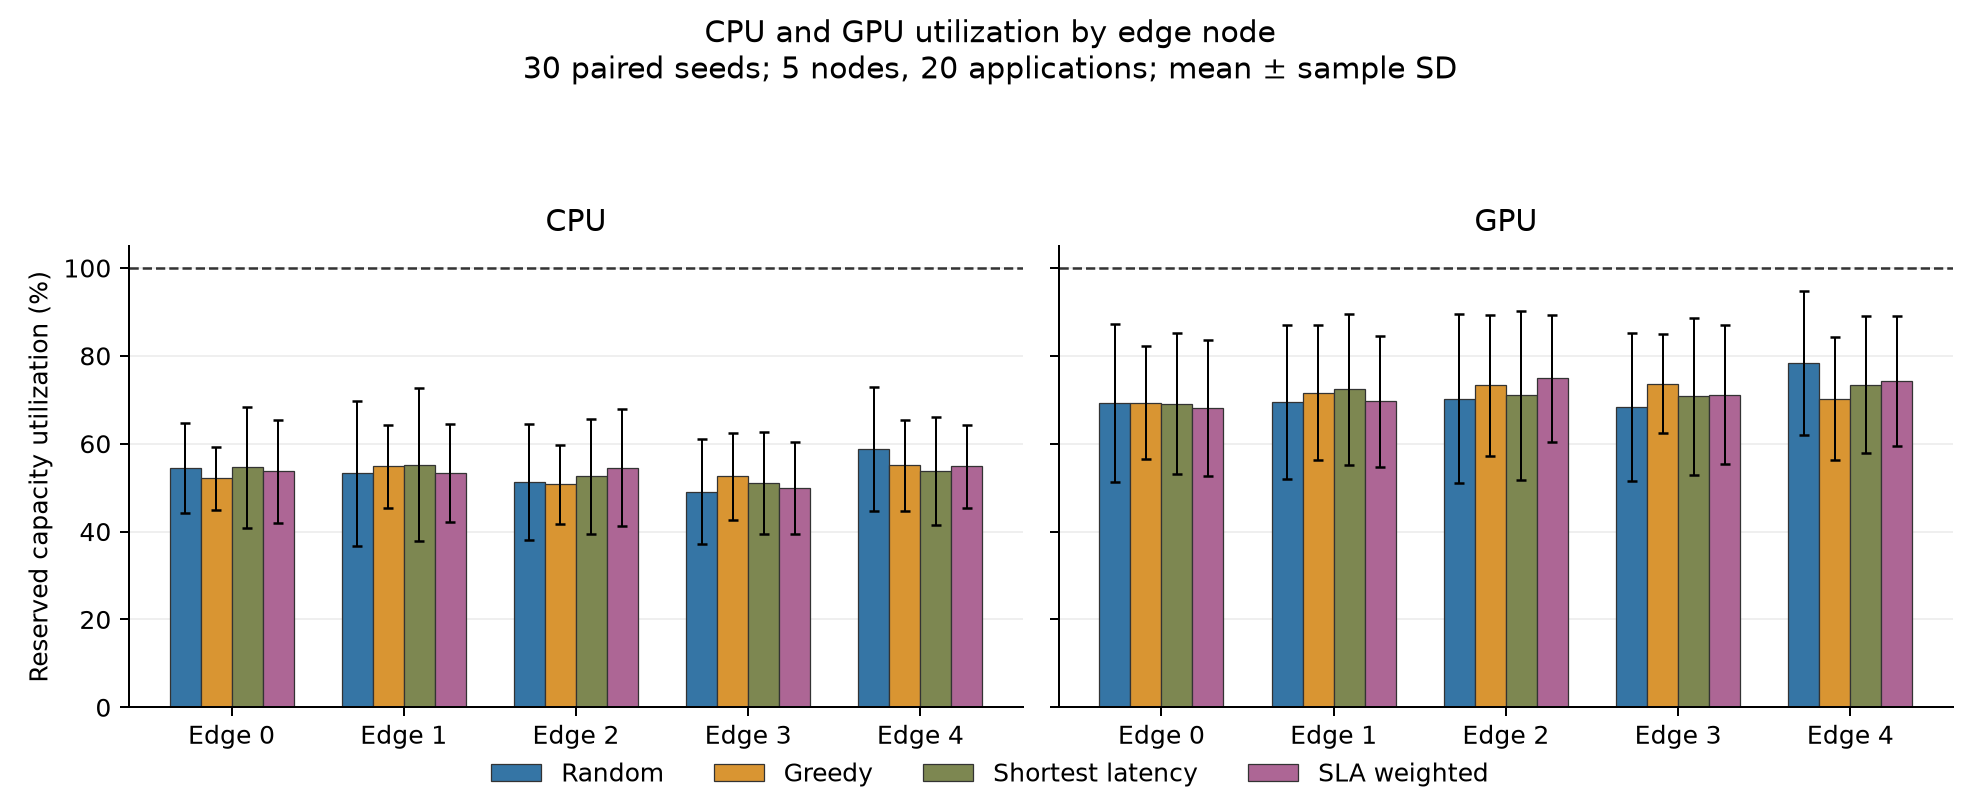 CPU and GPU utilization by edge node
30 paired seeds; 5 nodes, 20 applications; mean ± sample SD
CPU
GPU
Reserved capacity utilization (%)
100
80
60
40
20
0
Edge 0
Edge 1
Edge 2
Edge 3
Edge 4
Edge 0
Edge 1
Edge 2
Edge 3
Edge 4
Random
Greedy
Shortest latency
SLA weighted